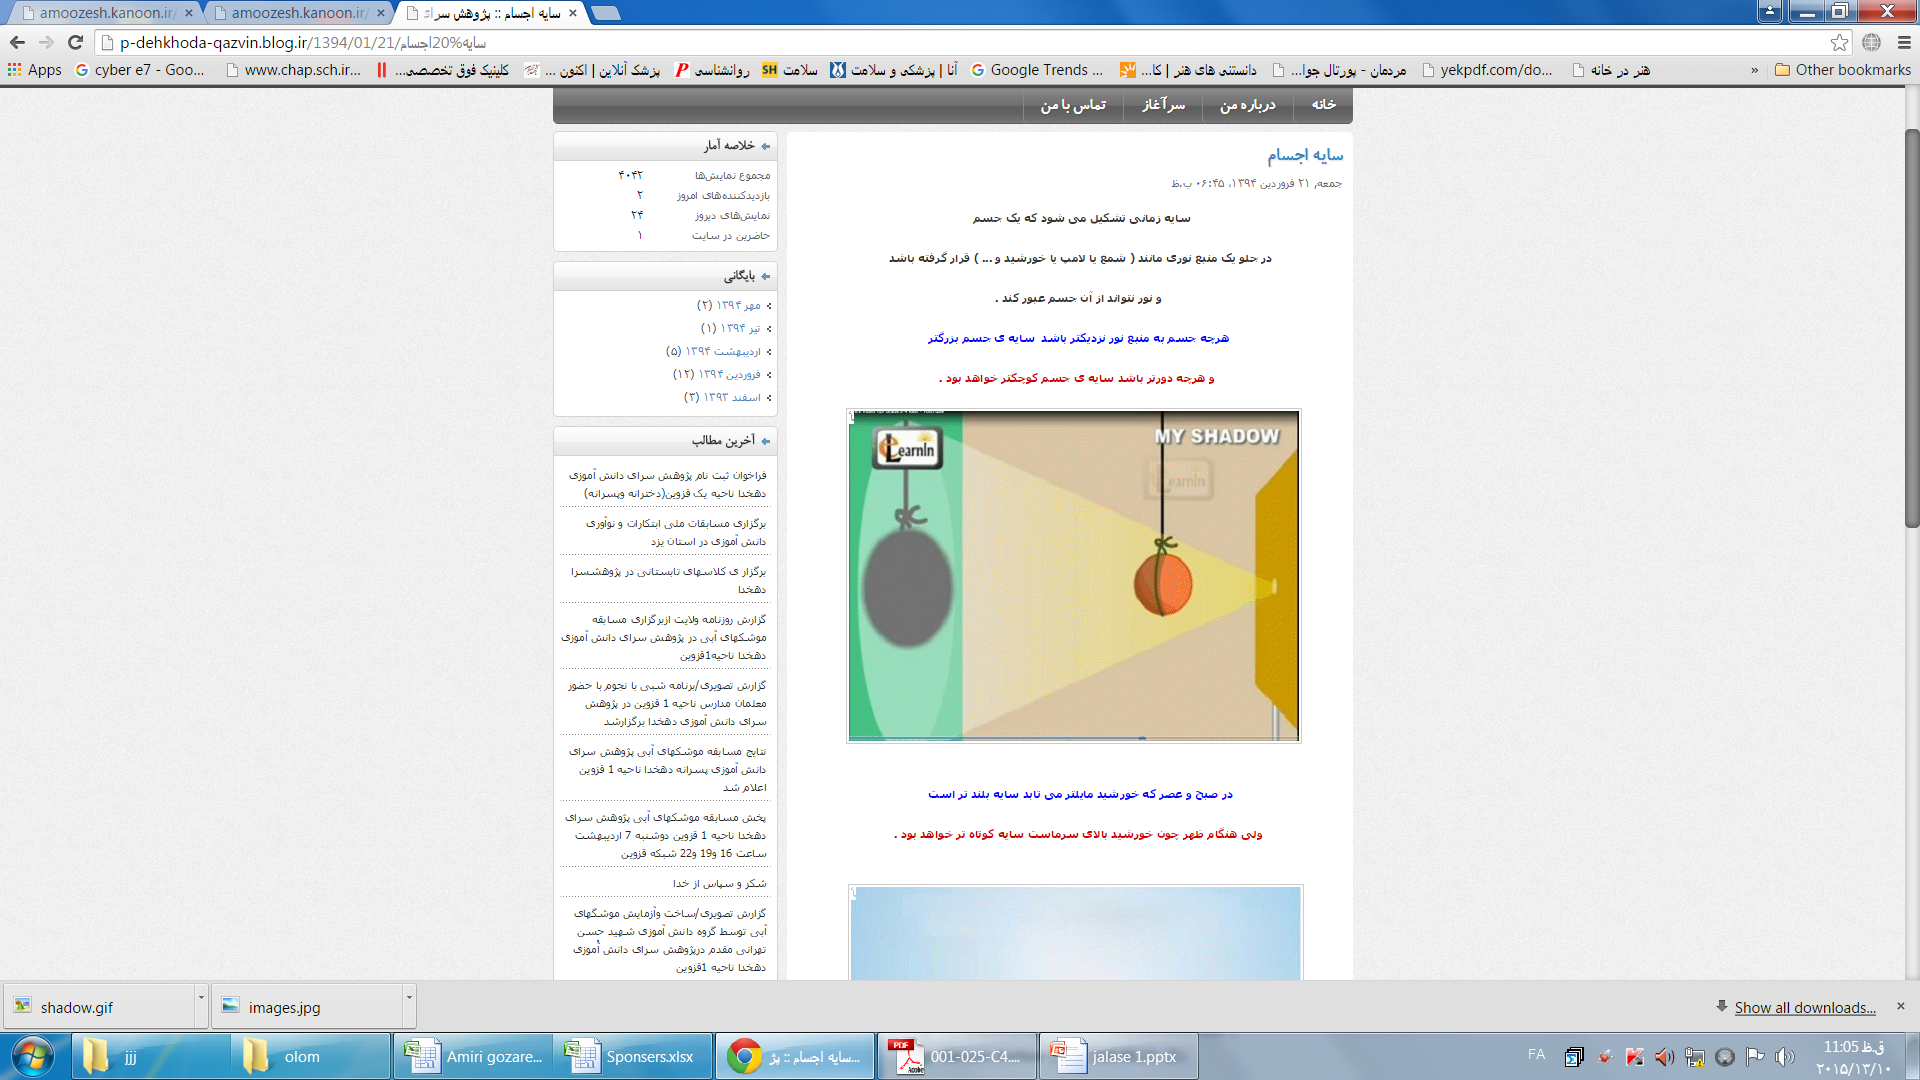 amoozesh.kanoon.ir/
amoozesh.kanoon.ir/
سایه اجسام :: پژوهش سرای
p-dehkhoda-qazvin.blog.ir/1394/01/21/سایه%20اجسام
Apps
cyber e7 - Goo...
www.chap.sch.ir...
کلینیک فوق تخصصی...
پزشک آنلاین | اکنون ...
روانشناسی
سلامت
آنا | پزشکی و سلامت
Google Trends ...
دانستنی های هنر | کا...
مردمان - پورتال جوا...
yekpdf.com/do...
هنر در خانه
»
Other bookmarks
خانه
درباره من
سرآغاز
تماس با من
سایه اجسام
جمعه, ۲۱ فروردین ۱۳۹۴، ۰۶:۴۵ ب.ظ
سایه زمانی تشکیل می شود که یک جسم
در جلو یک منبع نوری مانند ( شمع یا لامپ یا خورشید و ... ) قرار گرفته باشد
و نور نتواند از آن جسم عبور کند .
هرچه جسم به منبع نور نزدیکتر باشد سایه ی جسم بزرگتر
و هرچه دورتر باشد سایه ی جسم کوچکتر خواهد بود .
MY SHADOW
eLearnIn
LearnIn
در صبح و عصر که خورشید مایلتر می تابد سایه بلند تر است
ولی هنگام ظهر چون خورشید بالای سرماست سایه کوتاه تر خواهد بود .
خلاصه آمار
مجموع نمایش‌ها ۴۰۴۲
بازدیدکننده‌های امروز ۲
نمایش‌های دیروز ۲۴
حاضرین در سایت ۱
بایگانی
مهر ۱۳۹۴ (۲)
تیر ۱۳۹۴ (۱)
اردیبهشت ۱۳۹۴ (۵)
فروردین ۱۳۹۴ (۱۲)
اسفند ۱۳۹۳ (۳)
آخرین مطالب
فراخوان ثبت نام پژوهش سرای دانش آموزی
دهخدا ناحیه یک قزوین(دخترانه وپسرانه)
برگزاری مسابقات ملی ابتکارات و نوآوری
دانش آموزی در استان یزد
برگزار ی کلاسهای تابستانی در پژوهشسرا
دهخدا
گزارش روزنامه ولایت ازبرگزاری مسابقه
موشکهای آبی در پژوهش سرای دانش آموزی
دهخدا ناحیه1قزوین
گزارش تصویری/برنامه شبی با نجوم با حضور
معلمان مدارس ناحیه 1 قزوین در پژوهش
سرای دانش آموزی دهخدا برگزارشد
نتایج مسابقه موشکهای آبی پژوهش سرای
دانش آموزی پسرانه دهخدا ناحیه 1 قزوین
اعلام شد
پخش مسابقه موشکهای آبی پژوهش سرای
دهخدا ناحیه 1 قزوین دوشنبه 7 اردیبهشت
ساعت 16 و19 و22 شبکه قزوین
شکر و سپاس از خدا
گزارش تصویری/ساخت وآزمایش موشگهای
آبی توسط گروه دانش آموزی شهید حسن
تهرانی مقدم درپژوهش سرای دانش آموزی
دهخدا ناحیه 1قزوین
shadow.gif
images.jpg
Show all downloads...
jjj
olom
Amiri gozare...
Sponsers.xlsx
سایه اجسام :: پژ...
001-025-C4....
jalase 1.pptx
FA
11:05 ق.ظ
۲۰۱۵/۱۲/۱۰